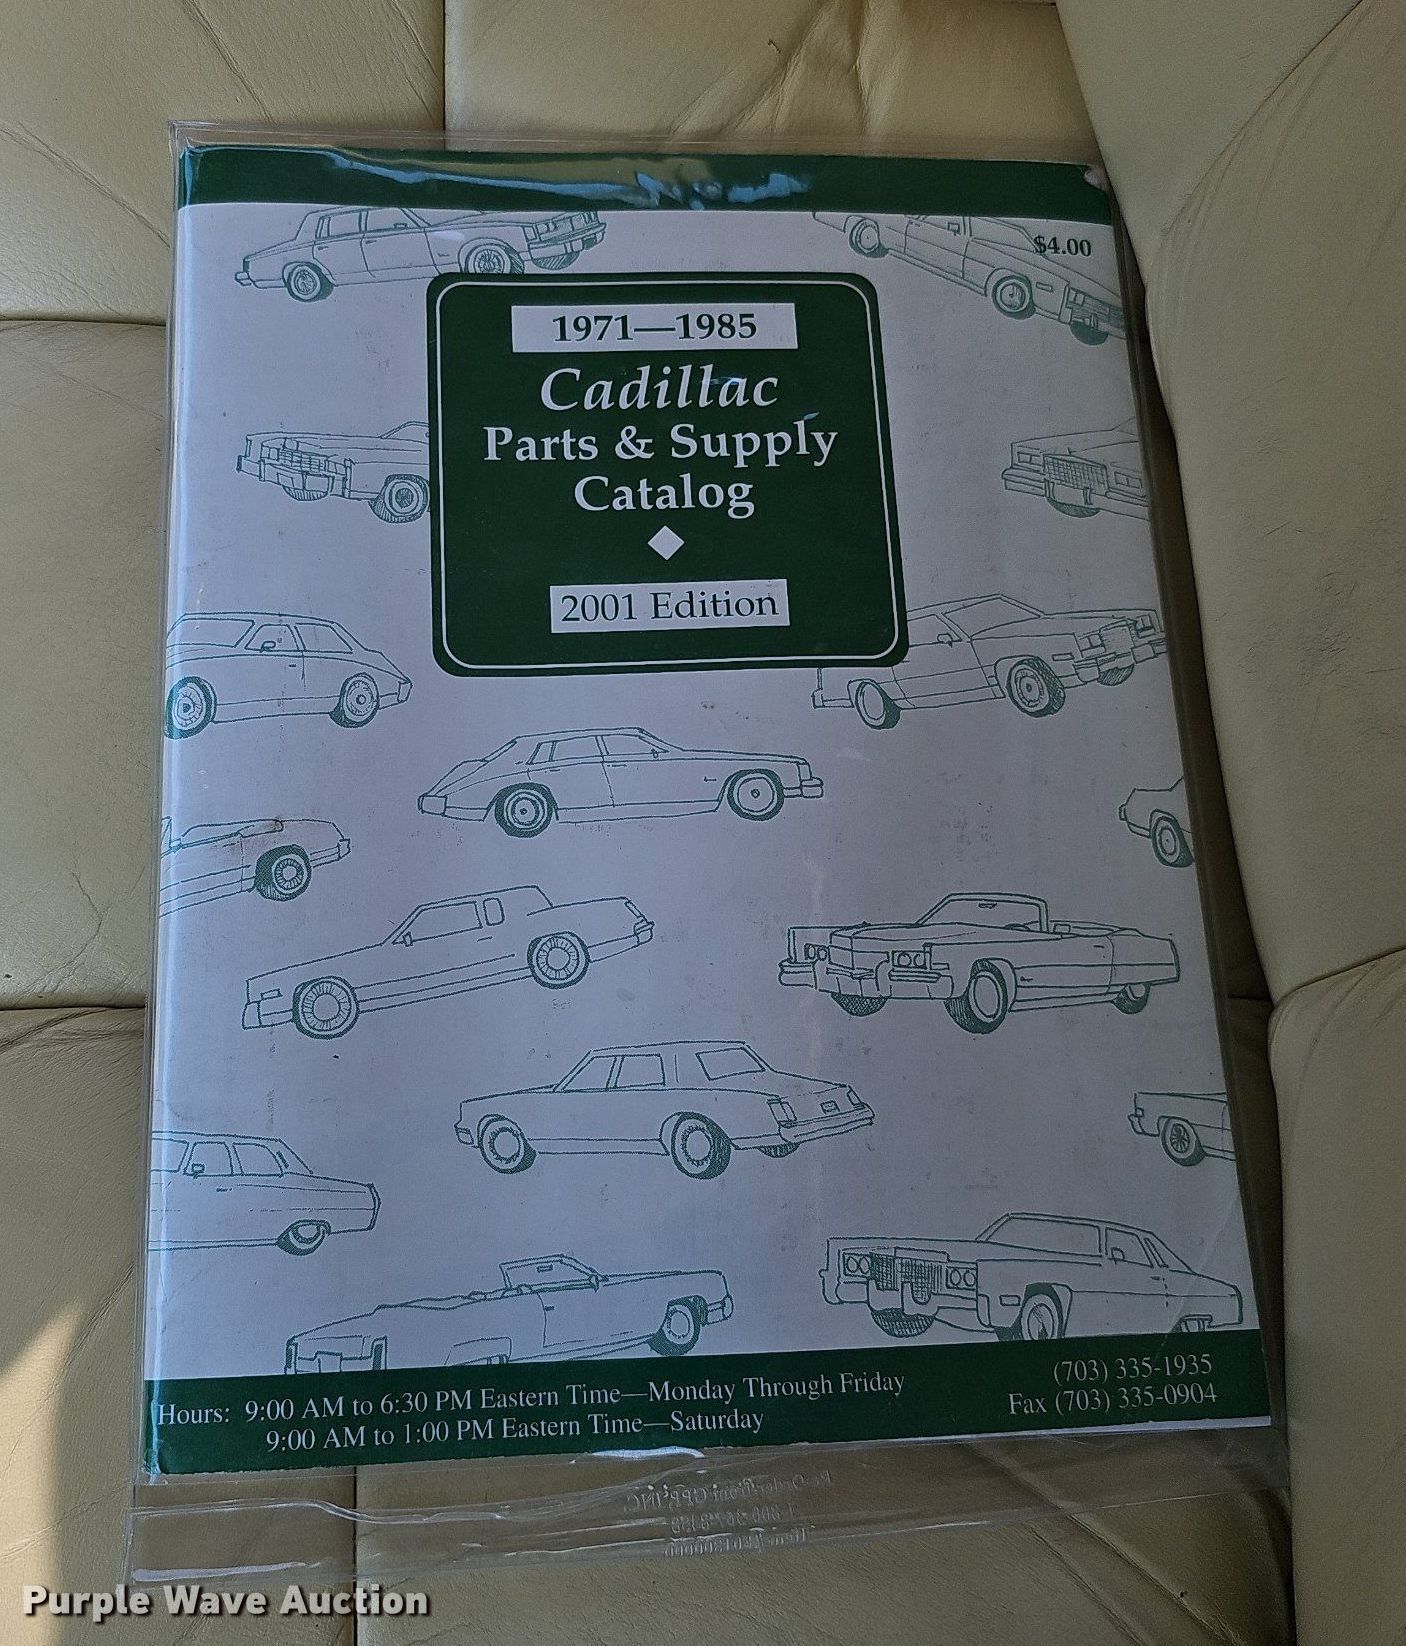 $4.00
1971—1985
Cadillac
Parts & Supply
Catalog
2001 Edition
Hours: 9:00 AM to 6:30 PM Eastern Time—Monday Through Friday
9:00 AM to 1:00 PM Eastern Time—Saturday
(703) 335-1935
Fax (703) 335-0904
Purple Wave Auction